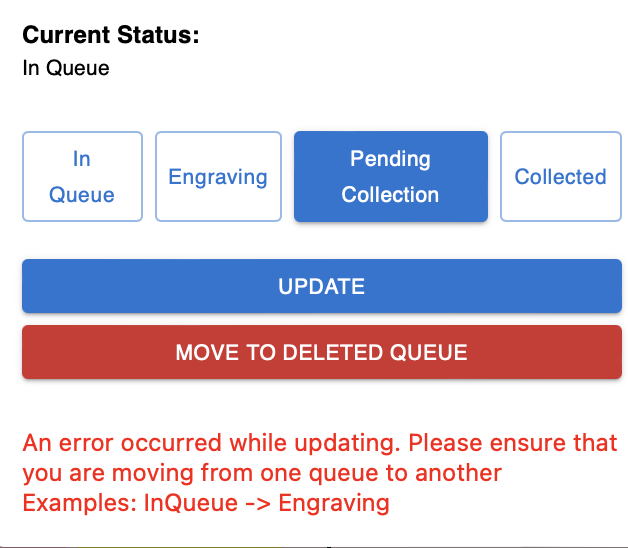 Current Status:
In Queue
In
Queue
Engraving
Pending
Collection
Collected
UPDATE
MOVE TO DELETED QUEUE
An error occurred while updating. Please ensure that
you are moving from one queue to another
Examples: InQueue -> Engraving